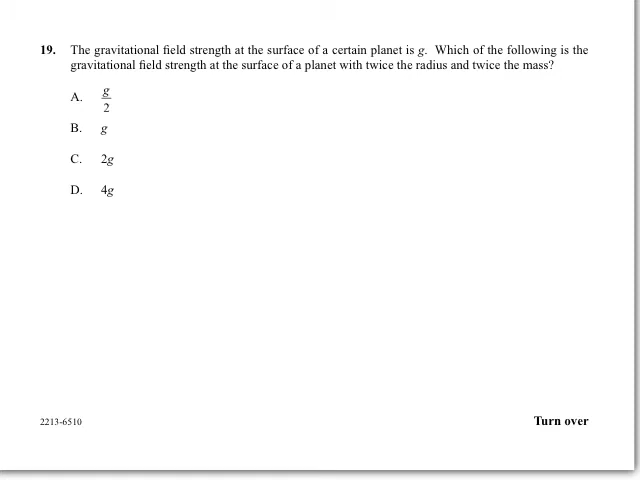 19. The gravitational field strength at the surface of a certain planet is g. Which of the following is the
gravitational field strength at the surface of a planet with twice the radius and twice the mass?
A. g/2
B. g
C. 2g
D. 4g
2213-6510 Turn over